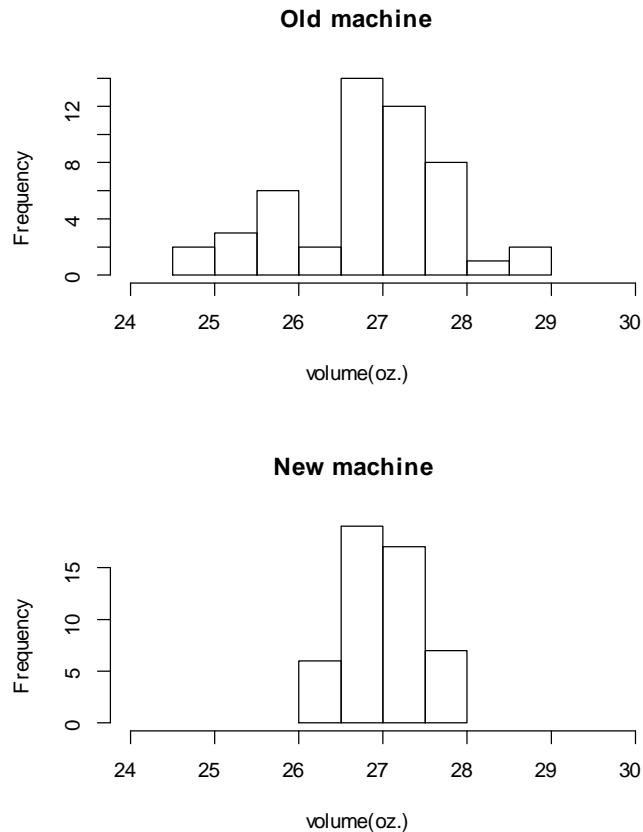 Old machine
Frequency
12
8
4
0
24 25 26 27 28 29 30
volume(oz.)
New machine
Frequency
15
10
5
0
24 25 26 27 28 29 30
volume(oz.)